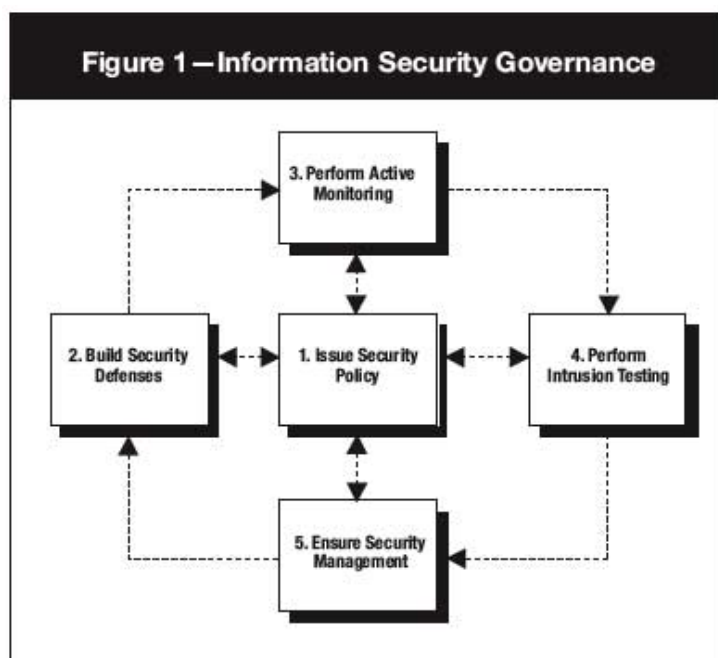 Figure 1—Information Security Governance
3. Perform Active
Monitoring
2. Build Security
Defenses
1. Issue Security
Policy
4. Perform
Intrusion Testing
5. Ensure Security
Management